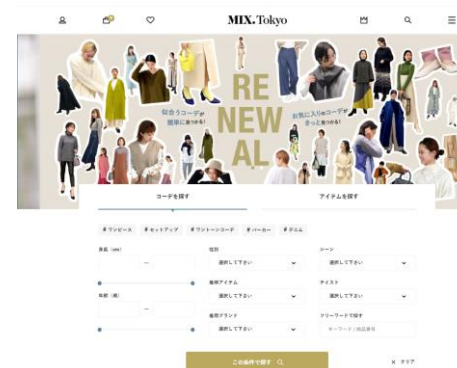 MIX.Tokyo
似合うコーデが
簡単に見つかる!
RE
NEW
AL
お気に入りのコーデが
きっと見つかる!
コーデを探す
アイテムを探す
# ワンピース # セットアップ # ワントーンコーデ # パーカー # デニム
身長 (cm)
性別
シーン
—
選択して下さい
選択して下さい
着用アイテム
テイスト
年齢 (歳)
選択して下さい
選択して下さい
—
着用ブランド
フリーワードで探す
選択して下さい
キーワード / 商品番号
この条件で探す
× クリア